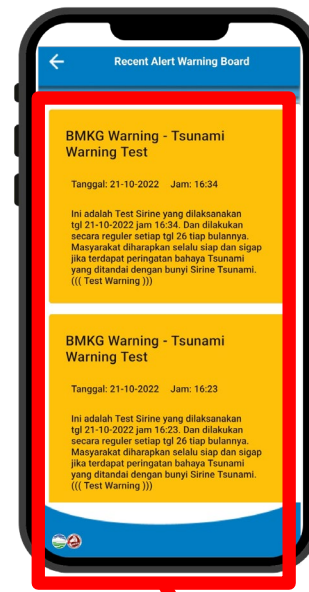 Recent Alert Warning Board
BMKG Warning - Tsunami
Warning Test
Tanggal: 21-10-2022 Jam: 16:34
Ini adalah Test Sirine yang dilaksanakan
tgl 21-10-2022 jam 16:34. Dan dilakukan
secara reguler setiap tgl 26 tiap bulannya.
Masyarakat diharapkan selalu siap dan sigap
jika terdapat peringatan bahaya Tsunami
yang ditandai dengan bunyi Sirine Tsunami.
((( Test Warning )))
BMKG Warning - Tsunami
Warning Test
Tanggal: 21-10-2022 Jam: 16:23
Ini adalah Test Sirine yang dilaksanakan
tgl 21-10-2022 jam 16:23. Dan dilakukan
secara reguler setiap tgl 26 tiap bulannya.
Masyarakat diharapkan selalu siap dan sigap
jika terdapat peringatan bahaya Tsunami
yang ditandai dengan bunyi Sirine Tsunami.
((( Test Warning )))